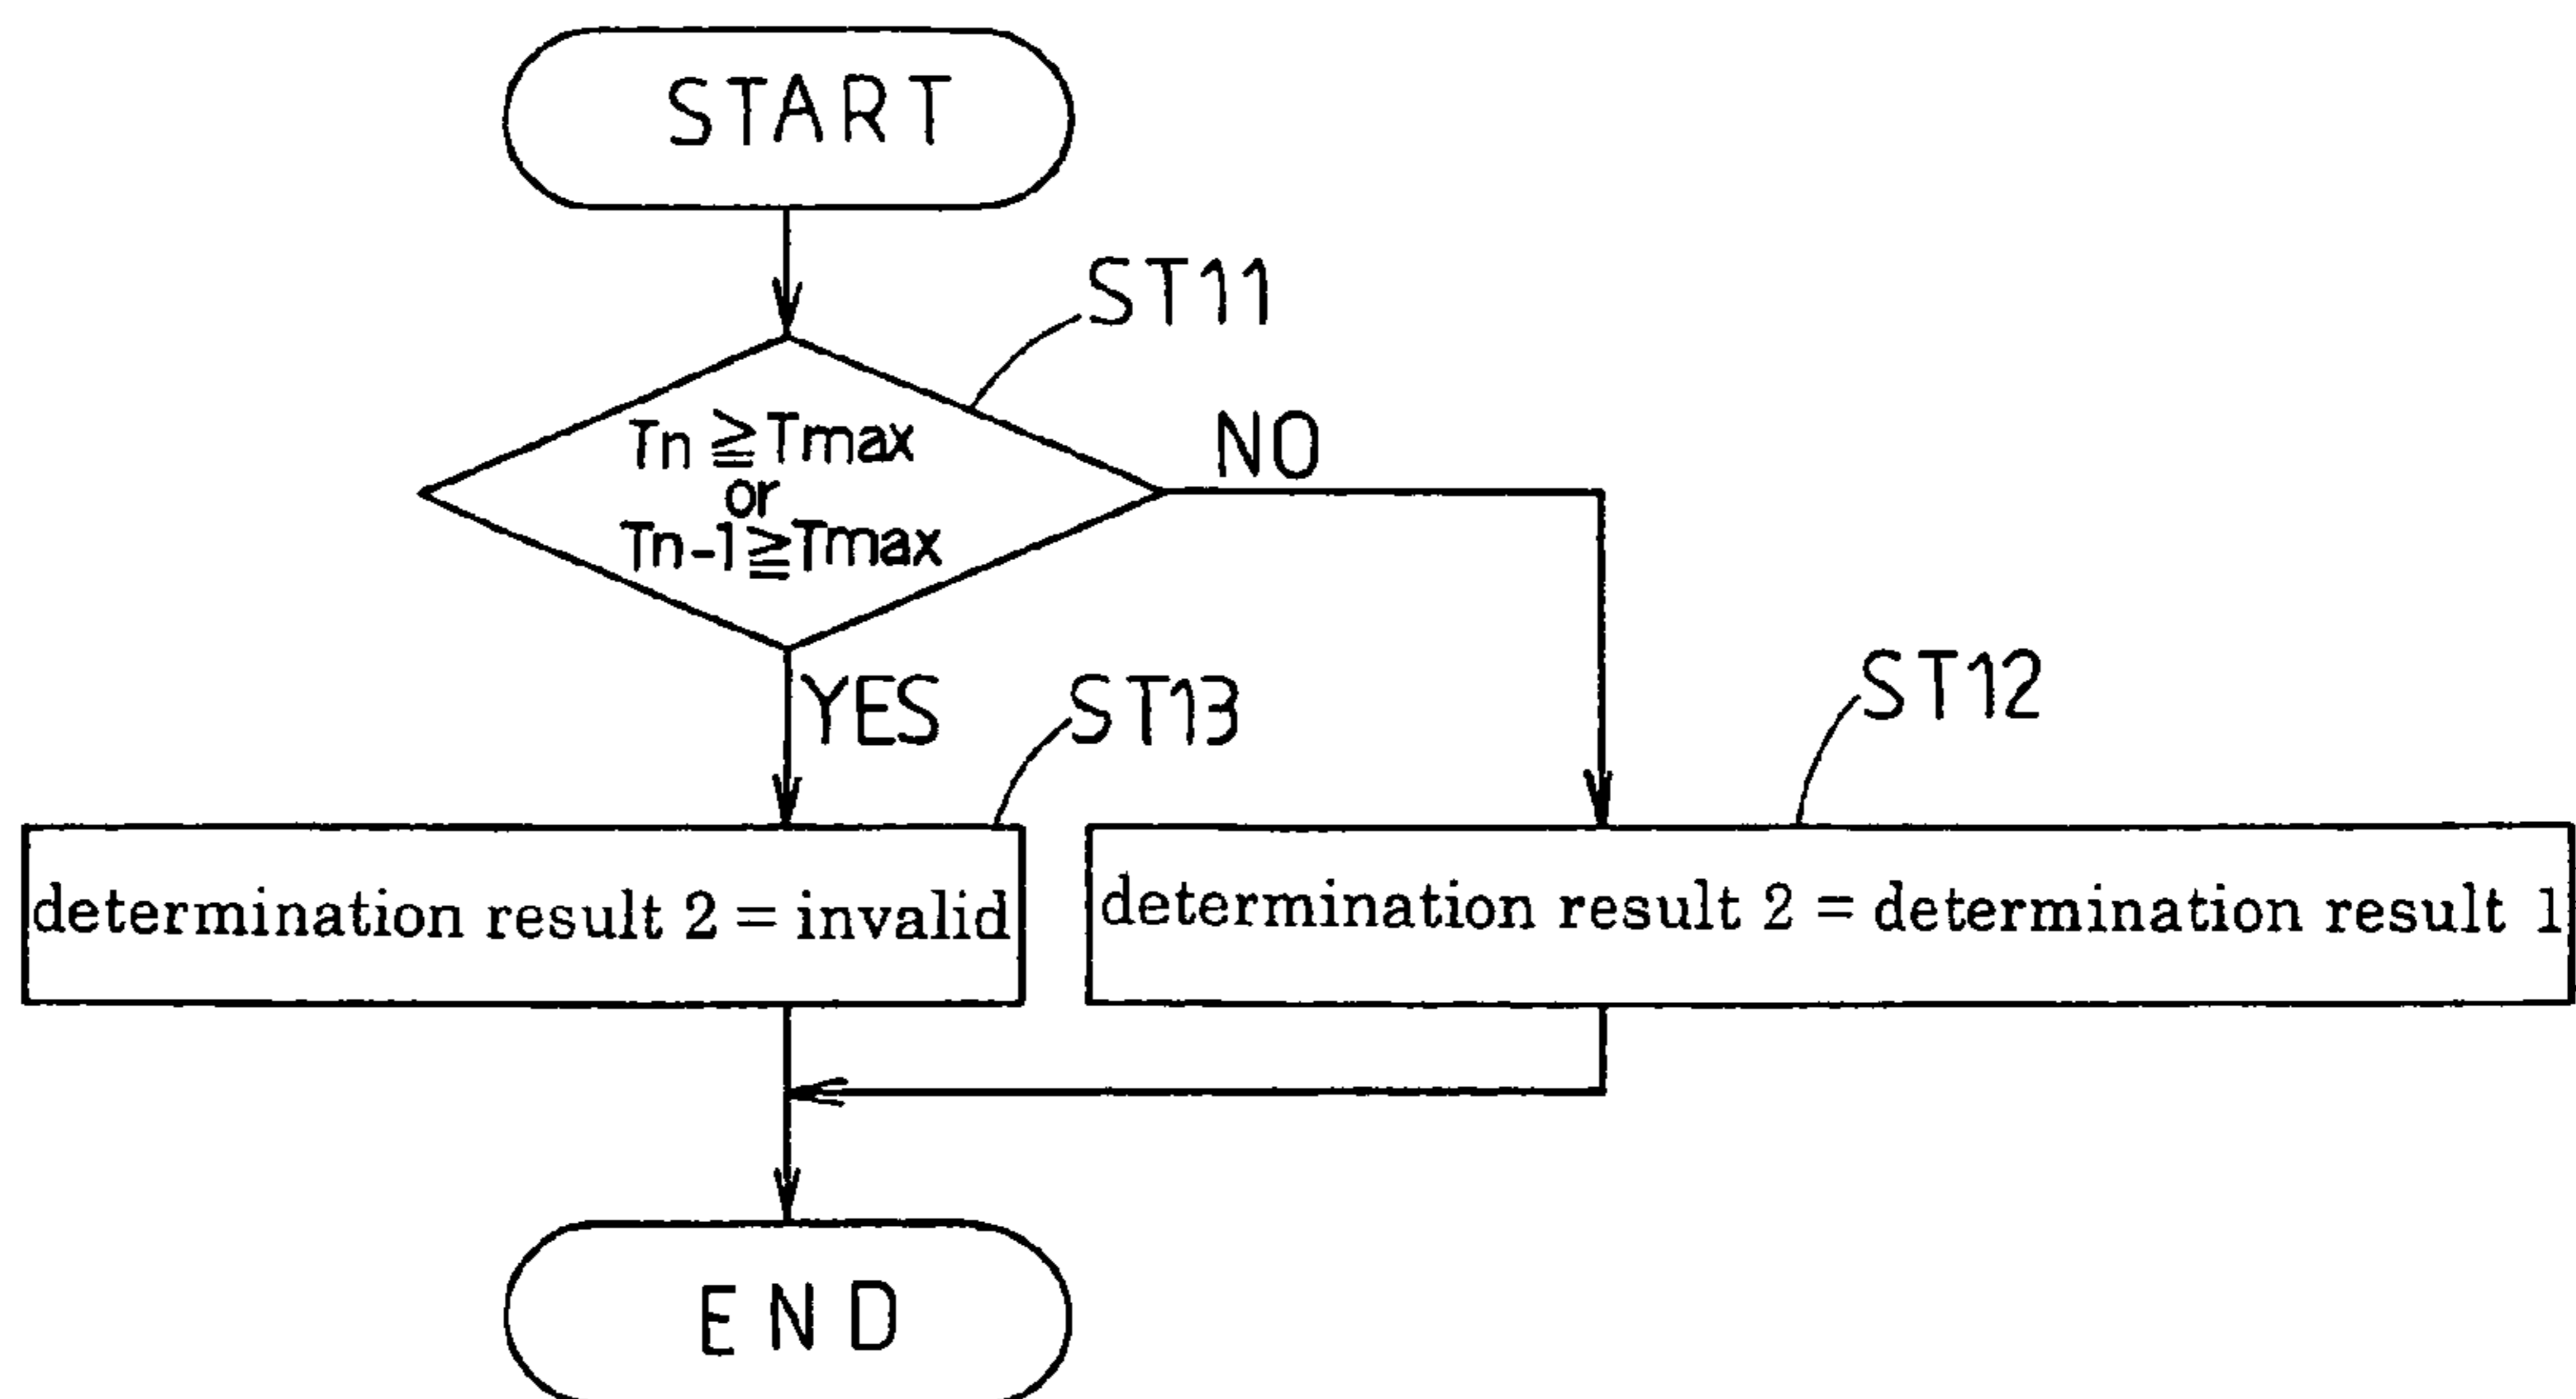 START
ST11
Tn ≧ Tmax
or
Tn-1≧Tmax
NO
YES
ST13
ST12
determination result 2 = invalid
determination result 2 = determination result 1
END